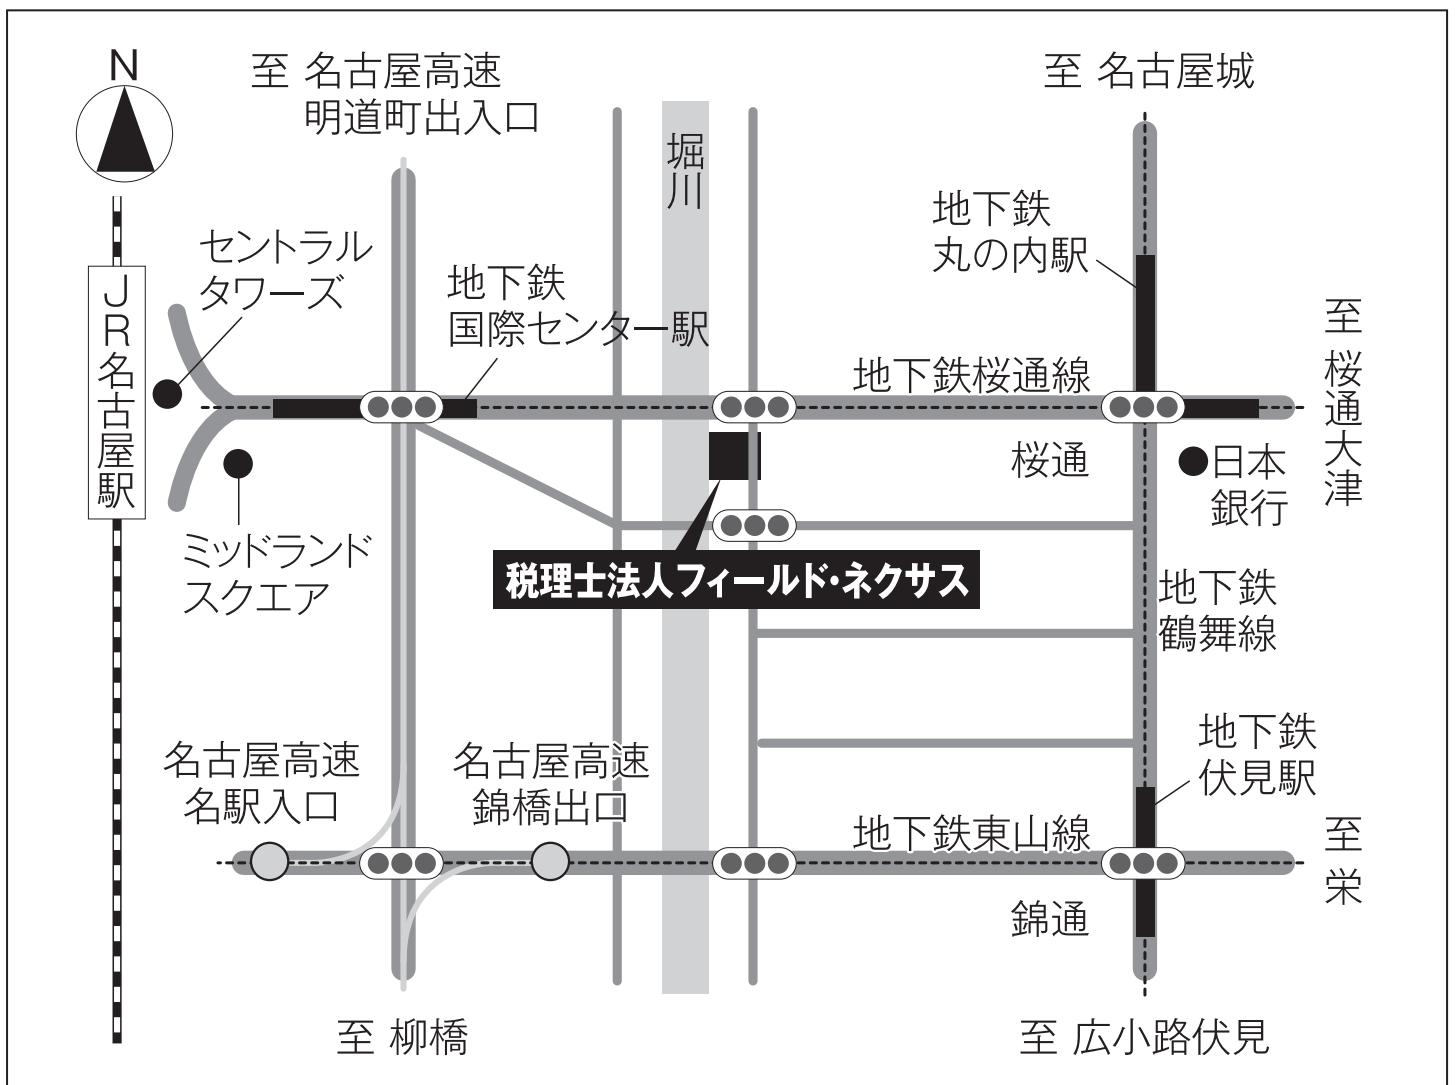 N
至 名古屋高速
明道町出入口
至 名古屋城
堀川
地下鉄
丸の内駅
セントラル
タワーズ
地下鉄
国際センター駅
JR名古屋駅
至 桜通大津
地下鉄桜通線
桜通
日本
銀行
ミッドランド
スクエア
税理士法人フィールド・ネクサス
地下鉄
鶴舞線
名古屋高速
名駅入口
名古屋高速
錦橋出口
地下鉄
伏見駅
地下鉄東山線
至 栄
錦通
至 柳橋
至 広小路伏見